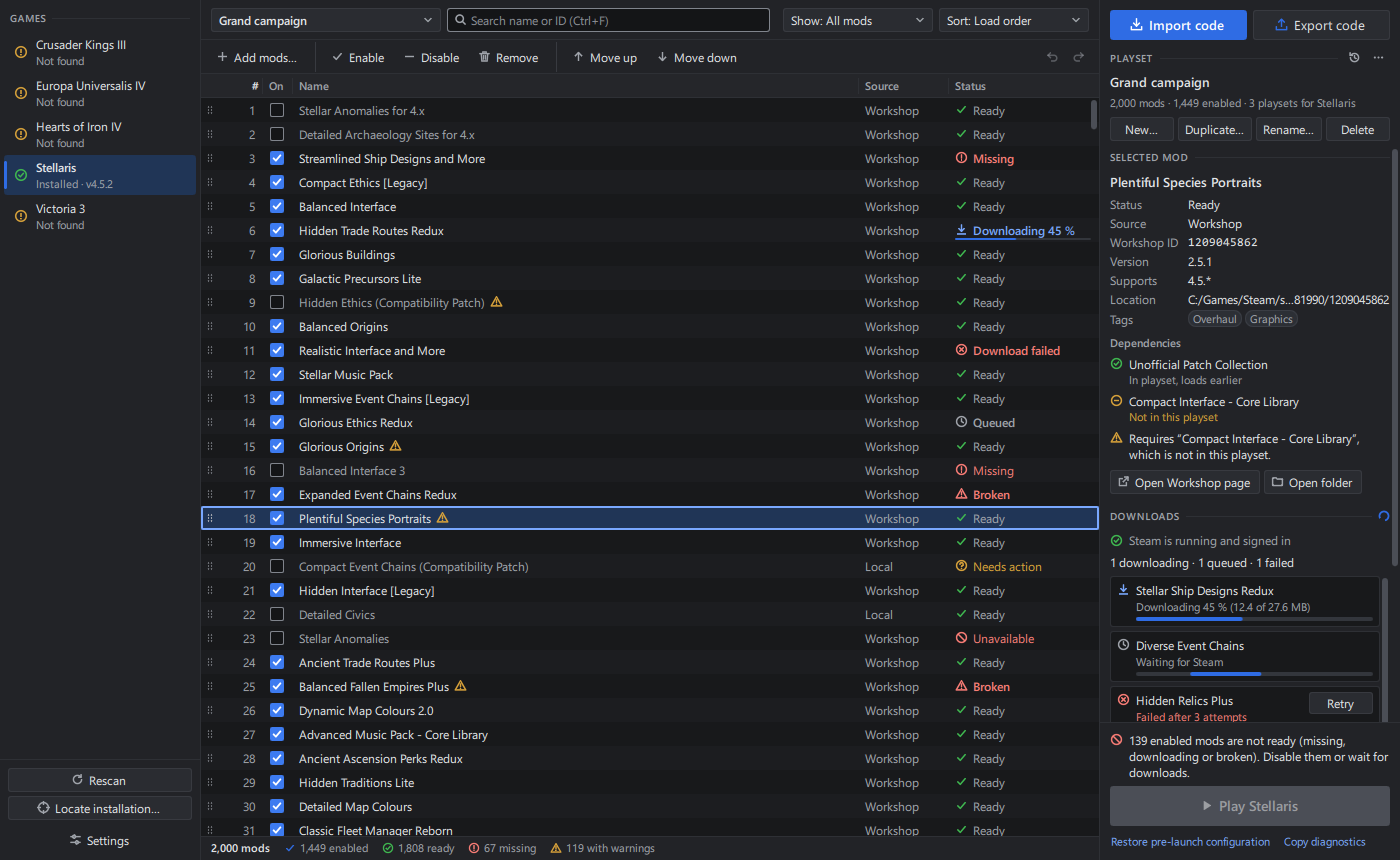 GAMES
Crusader Kings III
Not found
Europa Universalis IV
Not found
Hearts of Iron IV
Not found
Stellaris
Installed · v4.5.2
Victoria 3
Not found
Rescan
Locate installation...
Settings
Grand campaign
Search name or ID (Ctrl+F)
Show: All mods
Sort: Load order
Add mods...
Enable
Disable
Remove
Move up
Move down
# On Name Source Status
1 Stellar Anomalies for 4.x Workshop Ready
2 Detailed Archaeology Sites for 4.x Workshop Ready
3 Streamlined Ship Designs and More Workshop Missing
4 Compact Ethics [Legacy] Workshop Ready
5 Balanced Interface Workshop Ready
6 Hidden Trade Routes Redux Workshop Downloading 45 %
7 Glorious Buildings Workshop Ready
8 Galactic Precursors Lite Workshop Ready
9 Hidden Ethics (Compatibility Patch) Workshop Ready
10 Balanced Origins Workshop Ready
11 Realistic Interface and More Workshop Download failed
12 Stellar Music Pack Workshop Ready
13 Immersive Event Chains [Legacy] Workshop Ready
14 Glorious Ethics Redux Workshop Queued
15 Glorious Origins Workshop Ready
16 Balanced Interface 3 Workshop Missing
17 Expanded Event Chains Redux Workshop Broken
18 Plentiful Species Portraits Workshop Ready
19 Immersive Interface Workshop Ready
20 Compact Event Chains (Compatibility Patch) Local Needs action
21 Hidden Interface [Legacy] Workshop Ready
22 Detailed Civics Local Ready
23 Stellar Anomalies Workshop Unavailable
24 Ancient Trade Routes Plus Workshop Ready
25 Balanced Fallen Empires Plus Workshop Broken
26 Dynamic Map Colours 2.0 Workshop Ready
27 Advanced Music Pack - Core Library Workshop Ready
28 Ancient Ascension Perks Redux Workshop Ready
29 Hidden Traditions Lite Workshop Ready
30 Detailed Map Colours Workshop Ready
31 Classic Fleet Manager Reborn Workshop Ready
2,000 mods 1,449 enabled 1,808 ready 67 missing 119 with warnings
Import code
Export code
PLAYSET
Grand campaign
2,000 mods · 1,449 enabled · 3 playsets for Stellaris
New... Duplicate... Rename... Delete
SELECTED MOD
Plentiful Species Portraits
Status Ready
Source Workshop
Workshop ID 1209045862
Version 2.5.1
Supports 4.5.*
Location C:/Games/Steam/s...81990/1209045862
Tags Overhaul Graphics
Dependencies
Unofficial Patch Collection
In playset, loads earlier
Compact Interface - Core Library
Not in this playset
Requires “Compact Interface - Core Library”,
which is not in this playset.
Open Workshop page
Open folder
DOWNLOADS
Steam is running and signed in
1 downloading · 1 queued · 1 failed
Stellar Ship Designs Redux
Downloading 45 % (12.4 of 27.6 MB)
Diverse Event Chains
Waiting for Steam
Hidden Relics Plus
Failed after 3 attempts
Retry
139 enabled mods are not ready (missing,
downloading or broken). Disable them or wait for
downloads.
Play Stellaris
Restore pre-launch configuration
Copy diagnostics